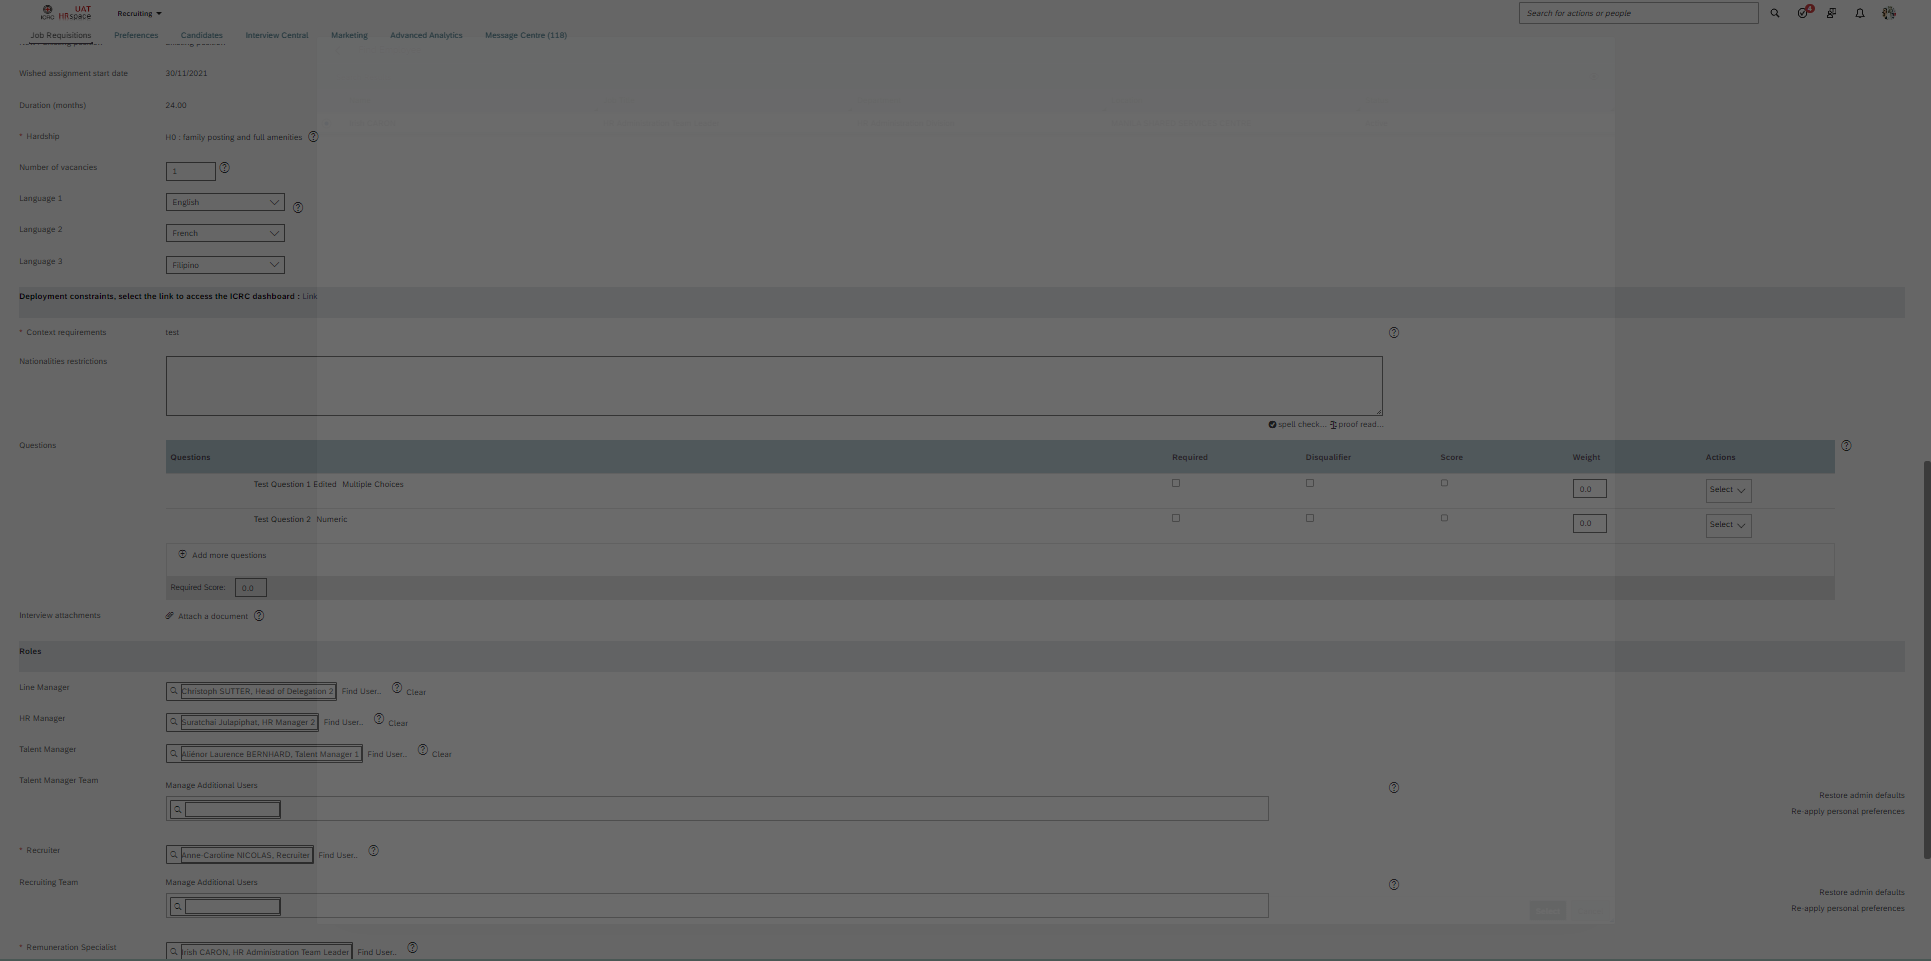 UAT
ICRC HRspace
Recruiting
Search for actions or people
4
Job Requisitions Preferences Candidates Interview Central Marketing Advanced Analytics Message Centre (118)
Wished assignment start date 30/11/2021
Duration (months) 24.00
* Hardship H0 : family posting and full amenities
Number of vacancies 1
Language 1 English
Language 2 French
Language 3 Filipino
Deployment constraints, select the link to access the ICRC dashboard : Link
* Context requirements test
Nationalities restrictions
spell check... proof read...
Questions
Questions Required Disqualifier Score Weight Actions
Test Question 1 Edited Multiple Choices 0.0 Select
Test Question 2 Numeric 0.0 Select
Add more questions
Required Score: 0.0
Interview attachments Attach a document
Roles
Line Manager Christoph SUTTER, Head of Delegation 2 Find User.. Clear
HR Manager Suratchai Julapiphat, HR Manager 2 Find User.. Clear
Talent Manager Aliénor Laurence BERNHARD, Talent Manager 1 Find User.. Clear
Talent Manager Team Manage Additional Users
Restore admin defaults
Re-apply personal preferences
* Recruiter Anne-Caroline NICOLAS, Recruiter Find User..
Recruiting Team Manage Additional Users
Restore admin defaults
Re-apply personal preferences
* Remuneration Specialist CARON, HR Administration Team Leader Find User..